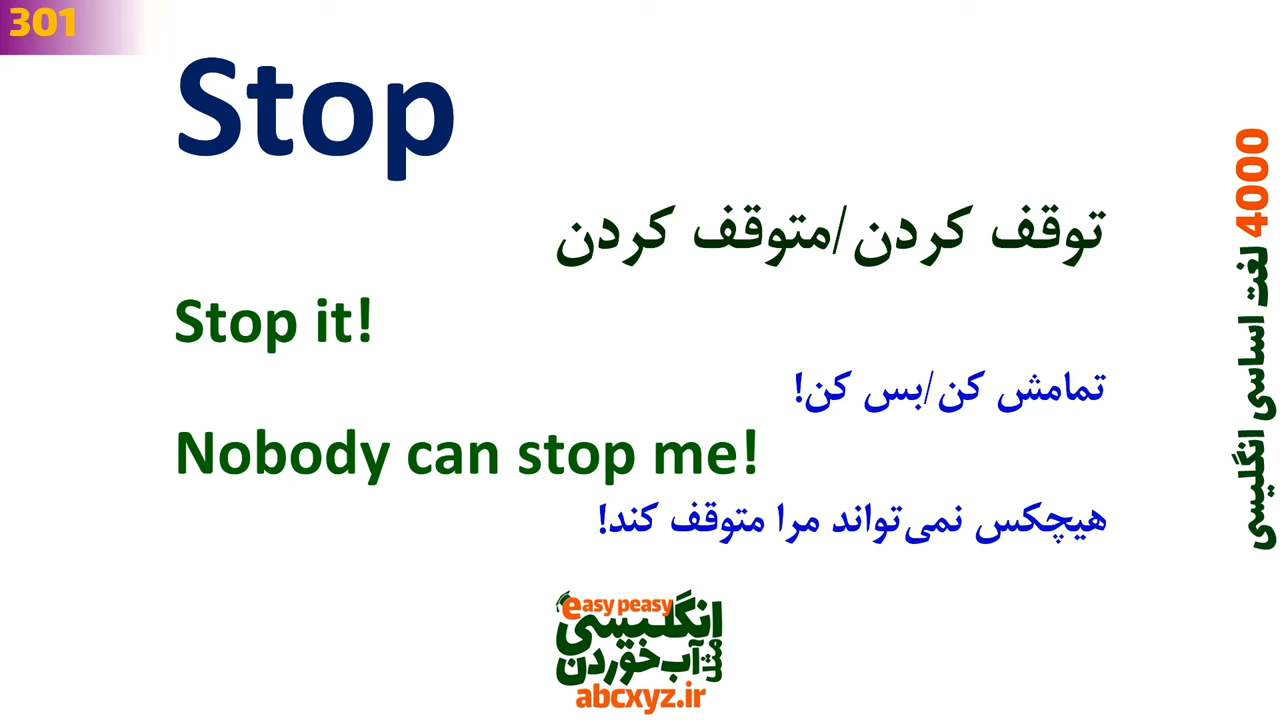 301
Stop
توقف کردن/متوقف کردن
Stop it!
تمامش کن/بس کن!
Nobody can stop me!
هیچکس نمی‌تواند مرا متوقف کند!
4000 لغت اساسی انگلیسی
easy peasy
انگلیسی
مثل آب خوردن
abcxyz.ir